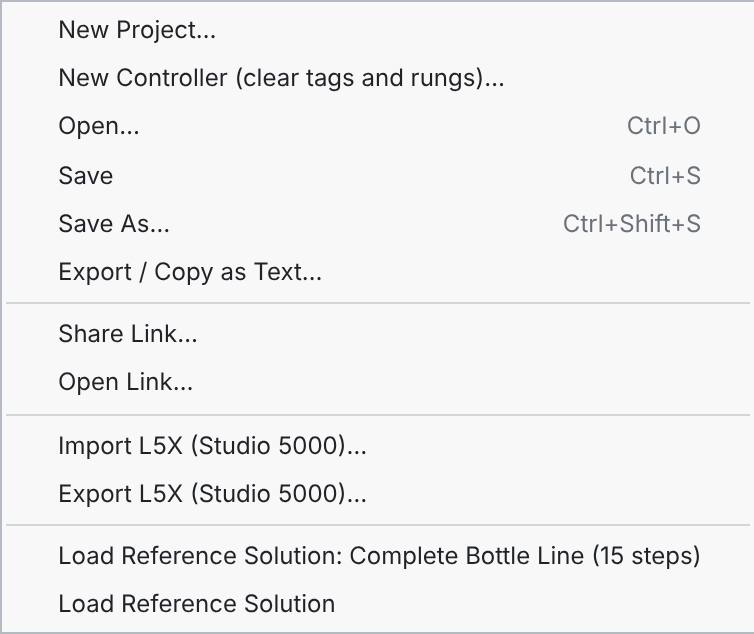 New Project...
New Controller (clear tags and rungs)...
Open... Ctrl+O
Save Ctrl+S
Save As... Ctrl+Shift+S
Export / Copy as Text...
Share Link...
Open Link...
Import L5X (Studio 5000)...
Export L5X (Studio 5000)...
Load Reference Solution: Complete Bottle Line (15 steps)
Load Reference Solution